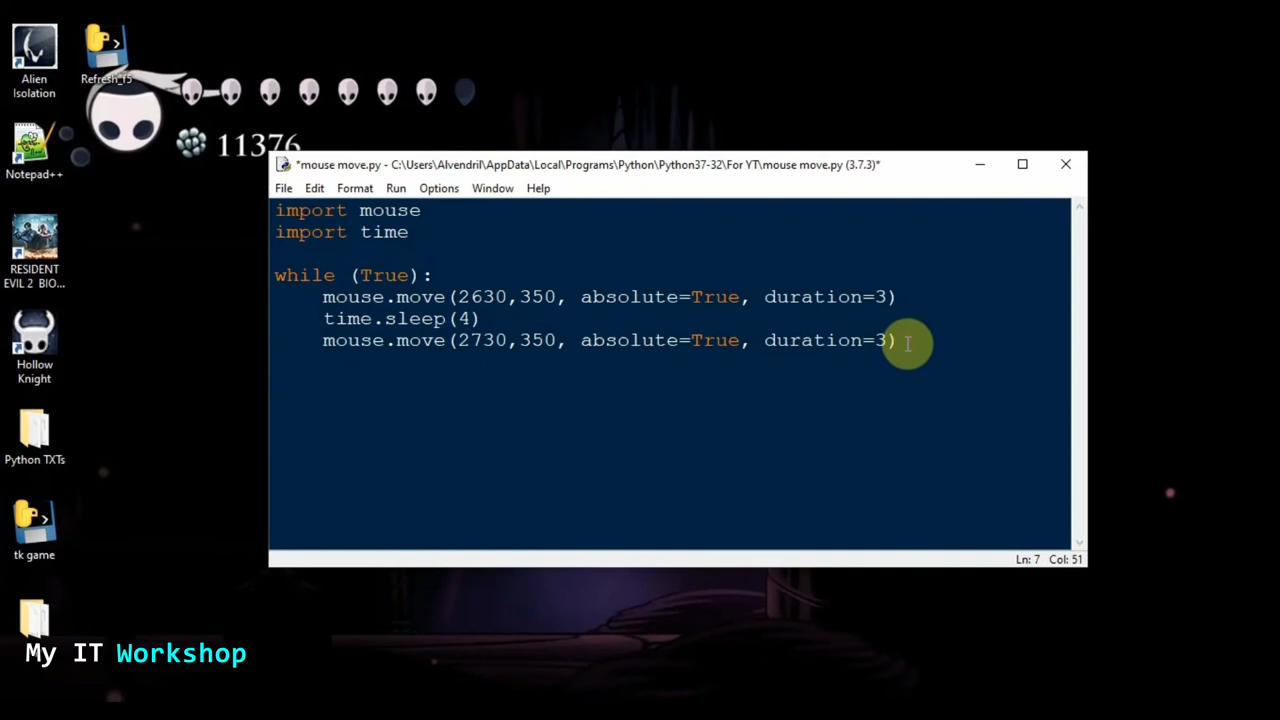 Alien
Isolation
Refresh_f5
Notepad++
RESIDENT
EVIL 2 BIO...
Hollow
Knight
Python TXTs
tk game
11376
*mouse move.py - C:\Users\Alvendril\AppData\Local\Programs\Python\Python37-32\For YT\mouse move.py (3.7.3)*
File Edit Format Run Options Window Help
import mouse
import time
while (True):
    mouse.move(2630,350, absolute=True, duration=3)
    time.sleep(4)
    mouse.move(2730,350, absolute=True, duration=3)
Ln: 7 Col: 51
My IT Workshop